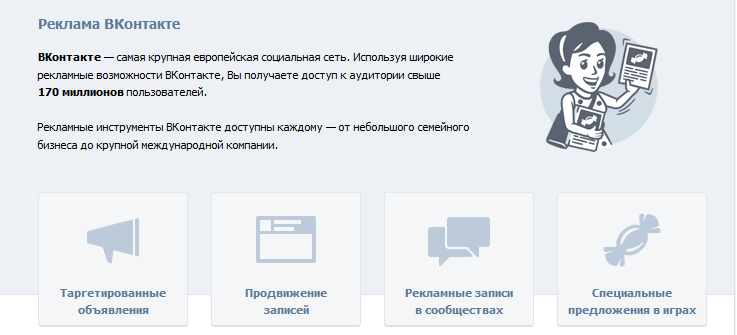 Реклама ВКонтакте
ВКонтакте — самая крупная европейская социальная сеть. Используя широкие
рекламные возможности ВКонтакте, Вы получаете доступ к аудитории свыше
170 миллионов пользователей.
Рекламные инструменты ВКонтакте доступны каждому — от небольшого семейного
бизнеса до крупной международной компании.
Таргетированные
объявления
Продвижение
записей
Рекламные записи
в сообществах
Специальные
предложения в играх